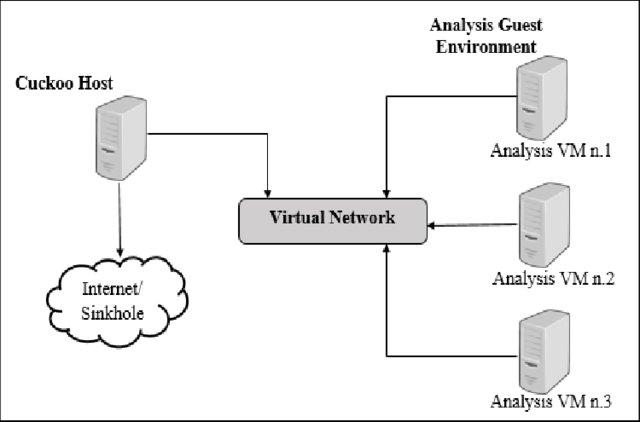 Analysis Guest
Environment
Cuckoo Host
Analysis VM n.1
Virtual Network
Internet/
Sinkhole
Analysis VM n.2
Analysis VM n.3